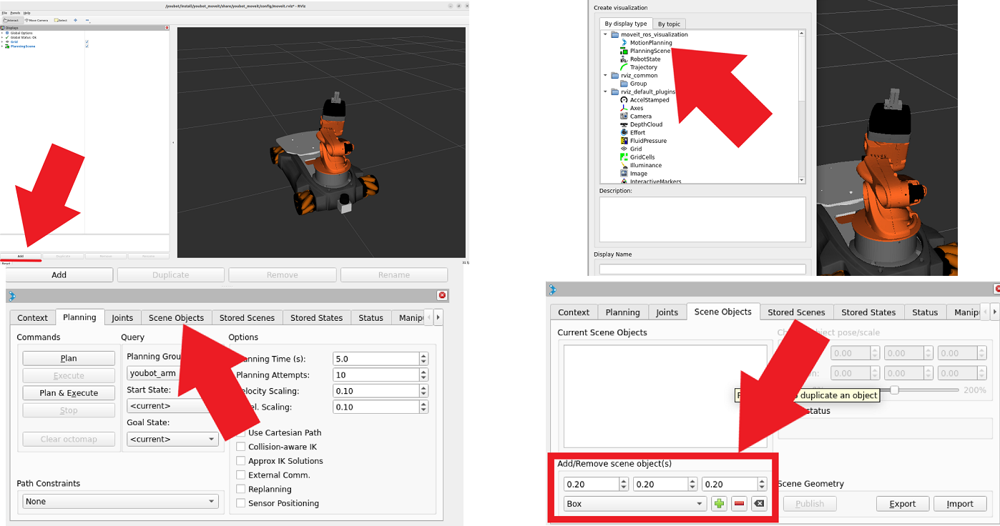 /youbot/install/youbot_moveit/share/youbot_moveit/config/moveit.rviz* - RViz
File Panels Help
Interact Move Camera Select
Displays
Global Options
Global Status: Ok
Grid
PlanningScene
Add Duplicate Remove Rename
Reset
31 f
Create visualization
By display type By topic
moveit_ros_visualization
MotionPlanning
PlanningScene
RobotState
Trajectory
rviz_common
Group
rviz_default_plugins
AccelStamped
Axes
Camera
DepthCloud
Effort
FluidPressure
Grid
GridCells
Illuminance
Image
InteractiveMarkers
Description:
Display Name
Add Duplicate Remove Rename
Context Planning Joints Scene Objects Stored Scenes Stored States Status Manip
Commands Query Options
Plan
Execute
Plan & Execute
Stop
Clear octomap
Planning Grou
youbot_arm
Start State:
<current>
Goal State:
<current>
nning Time (s): 5.0
Planning Attempts: 10
elocity Scaling: 0.10
el. Scaling: 0.10
Use Cartesian Path
Collision-aware IK
Approx IK Solutions
External Comm.
Replanning
Sensor Positioning
Path Constraints
None
Context Planning Joints Scene Objects Stored Scenes Stored States Status Manip
Current Scene Objects
Ch object pose/scale
0.00 0.00 0.00
n: 0.00 0.00 0.00
200%
duplicate an object
status
Add/Remove scene object(s)
0.20 0.20 0.20
Box
Scene Geometry
Publish Export Import